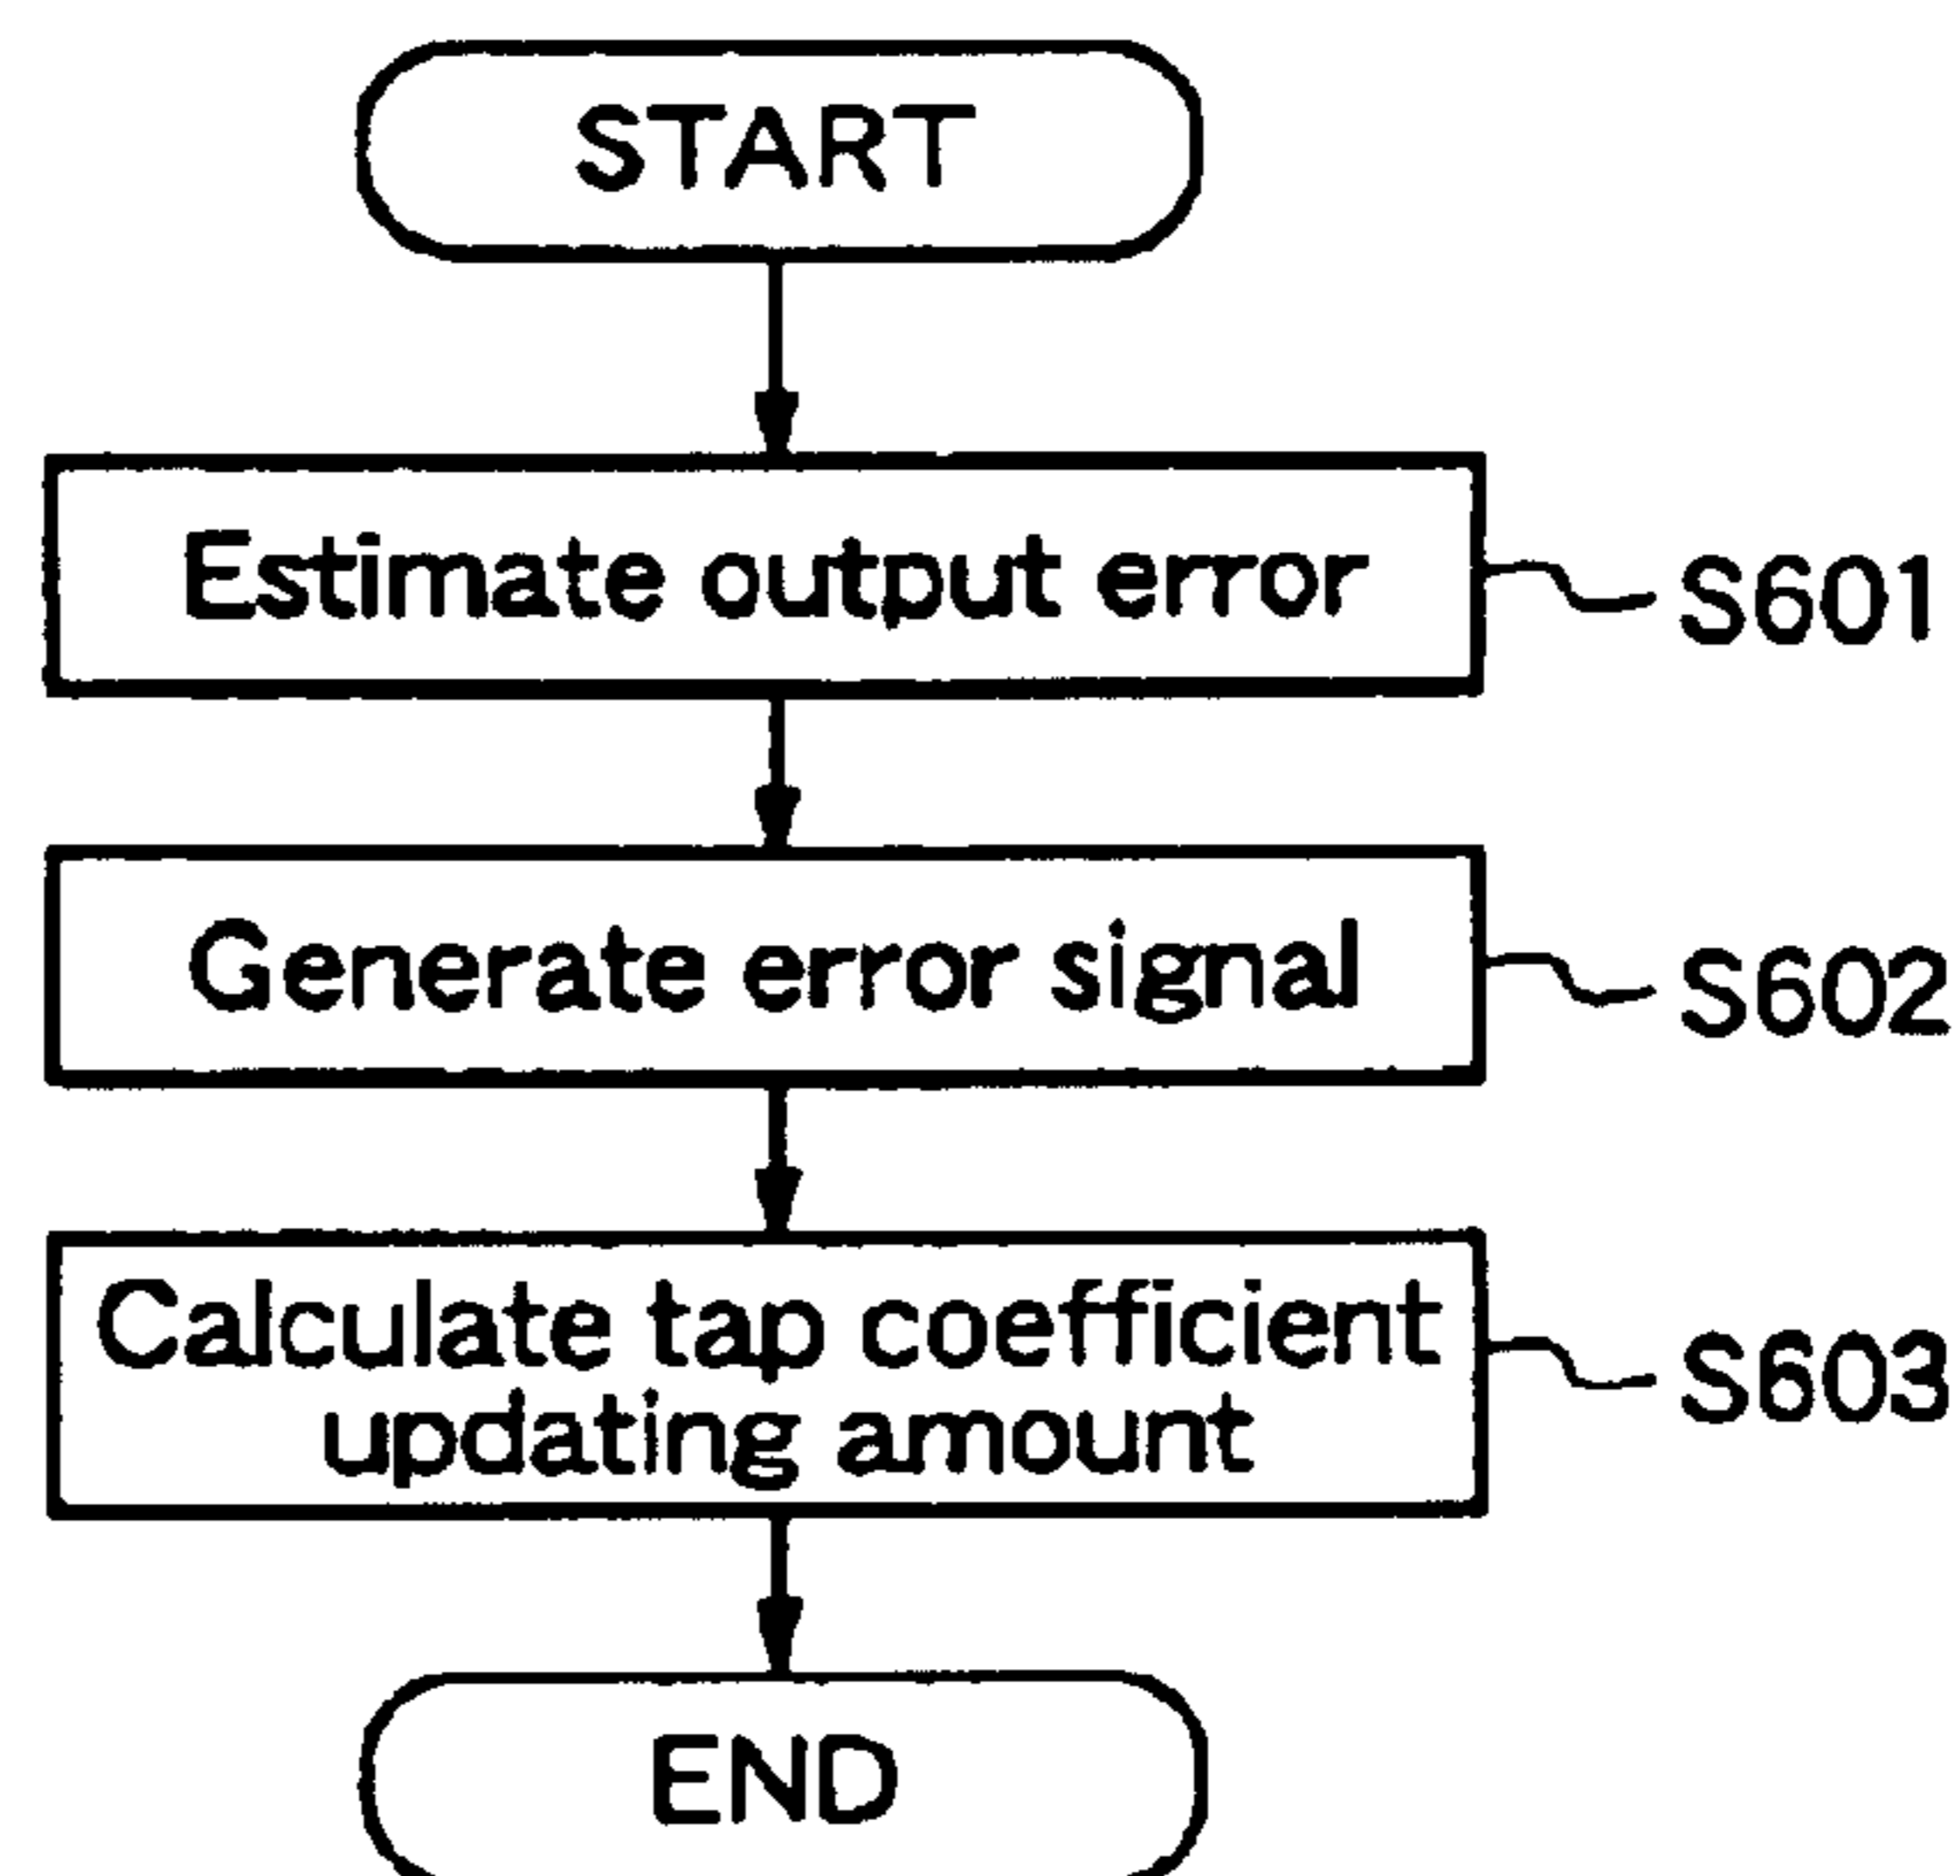 START
Estimate output error
S601
Generate error signal
S602
Calculate tap coefficient
updating amount
S603
END